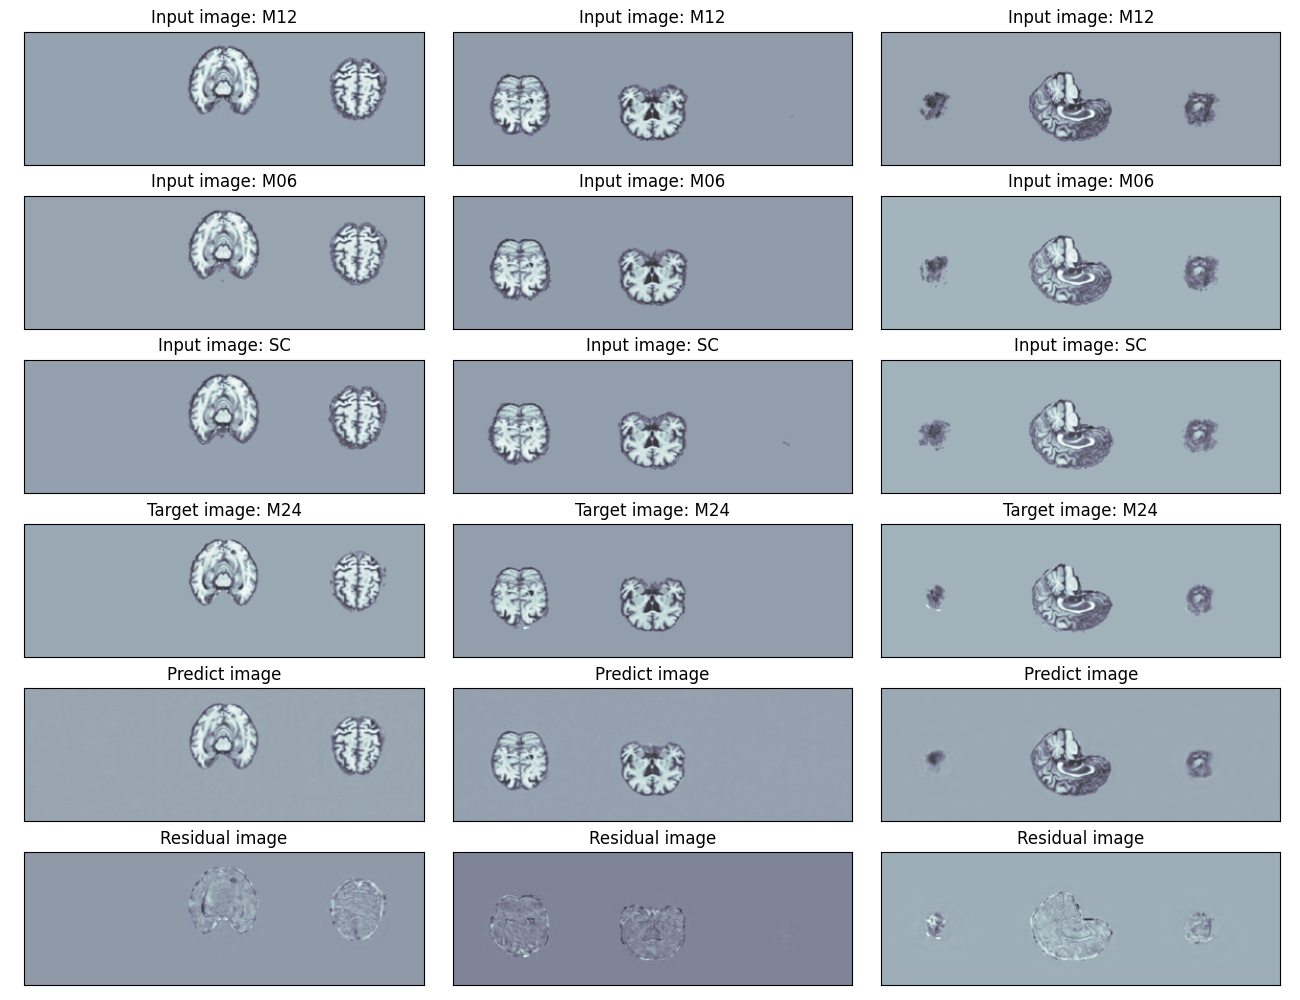 Input image: M12 Input image: M12 Input image: M12
Input image: M06 Input image: M06 Input image: M06
Input image: SC Input image: SC Input image: SC
Target image: M24 Target image: M24 Target image: M24
Predict image Predict image Predict image
Residual image Residual image Residual image